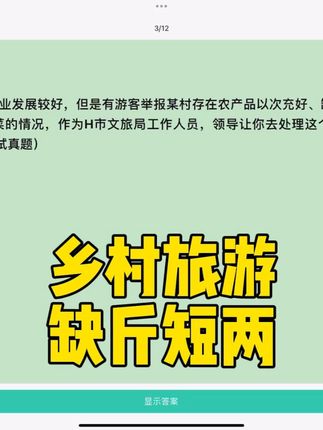 3/12
业发展较好，但是有游客举报某村存在农产品以次充好、
菜的情况，作为H市文旅局工作人员，领导让你去处理这个
试真题）
乡村旅游
缺斤短两
显示答案